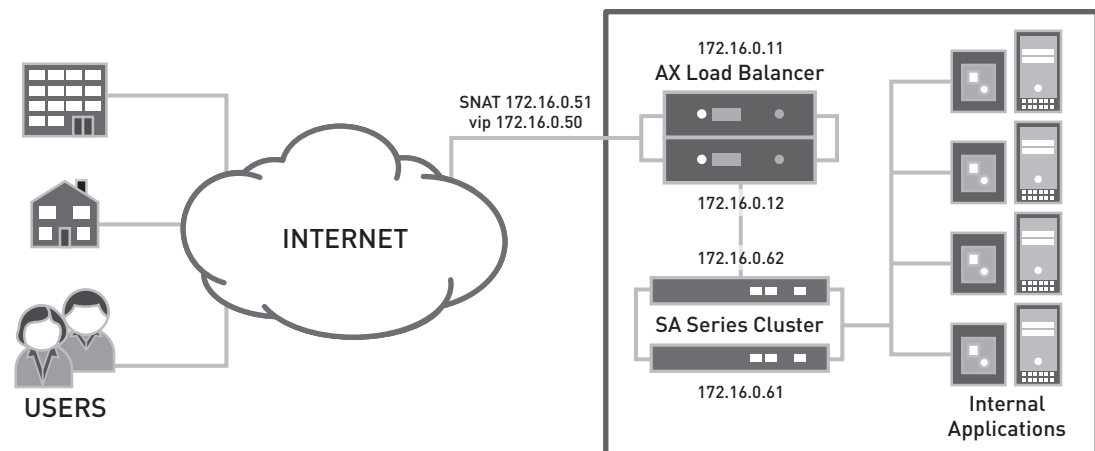 172.16.0.11
AX Load Balancer
SNAT 172.16.0.51
vip 172.16.0.50
172.16.0.12
INTERNET
172.16.0.62
SA Series Cluster
172.16.0.61
USERS
Internal
Applications